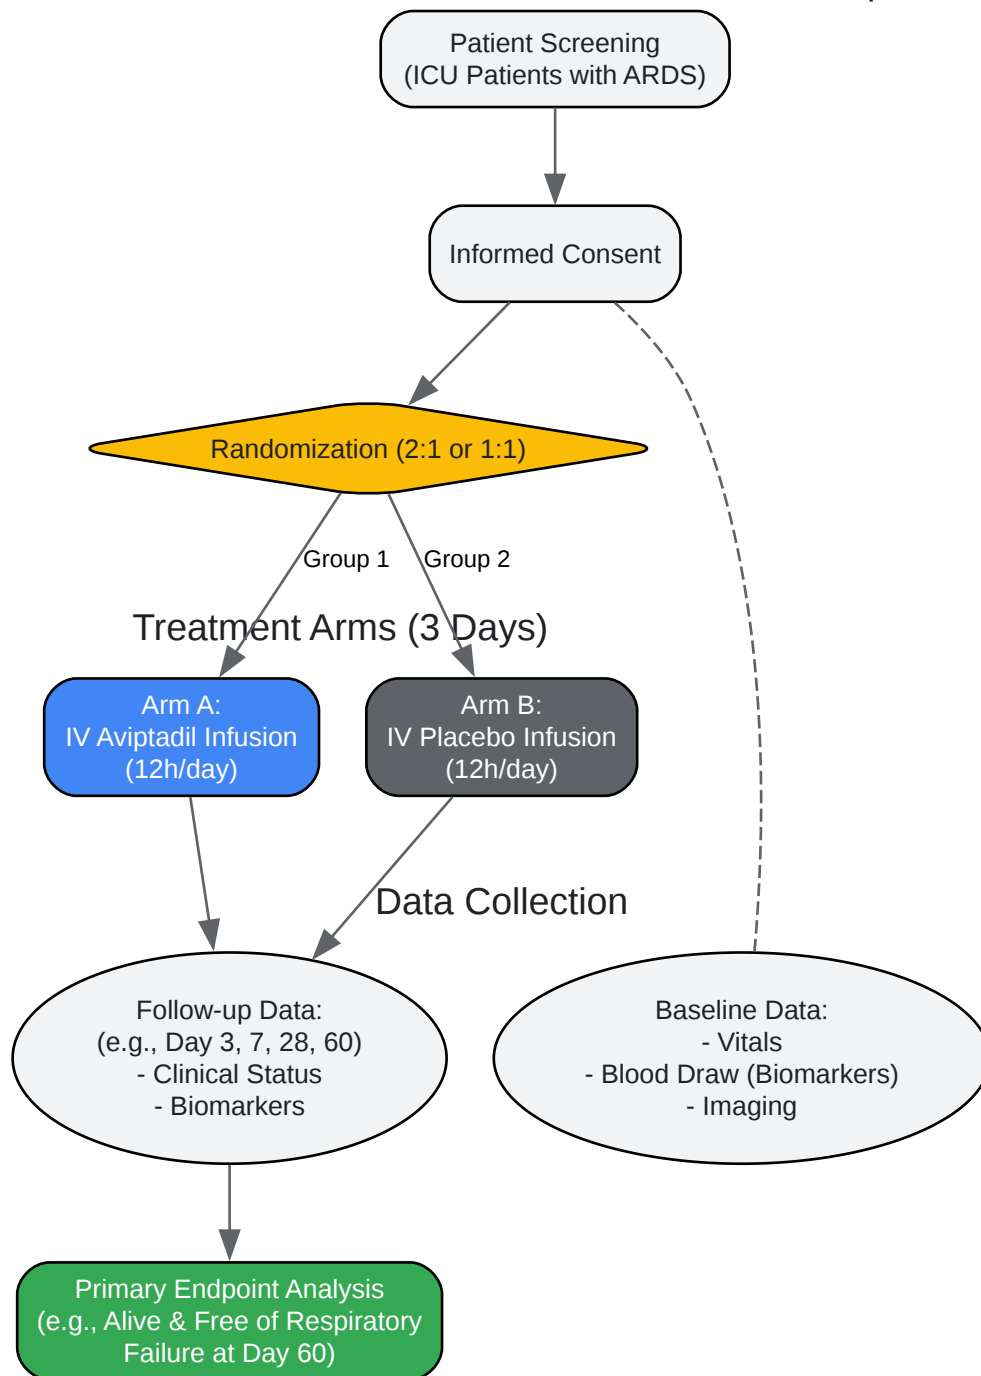 Patient Screening
(ICU Patients with ARDS)
Informed Consent
Randomization (2:1 or 1:1)
Group 1
Group 2
Treatment Arms (3 Days)
Arm A:
IV Aviptadil Infusion
(12h/day)
Arm B:
IV Placebo Infusion
(12h/day)
Data Collection
Follow-up Data:
(e.g., Day 3, 7, 28, 60)
- Clinical Status
- Biomarkers
Baseline Data:
- Vitals
- Blood Draw (Biomarkers)
- Imaging
Primary Endpoint Analysis
(e.g., Alive & Free of Respiratory
Failure at Day 60)